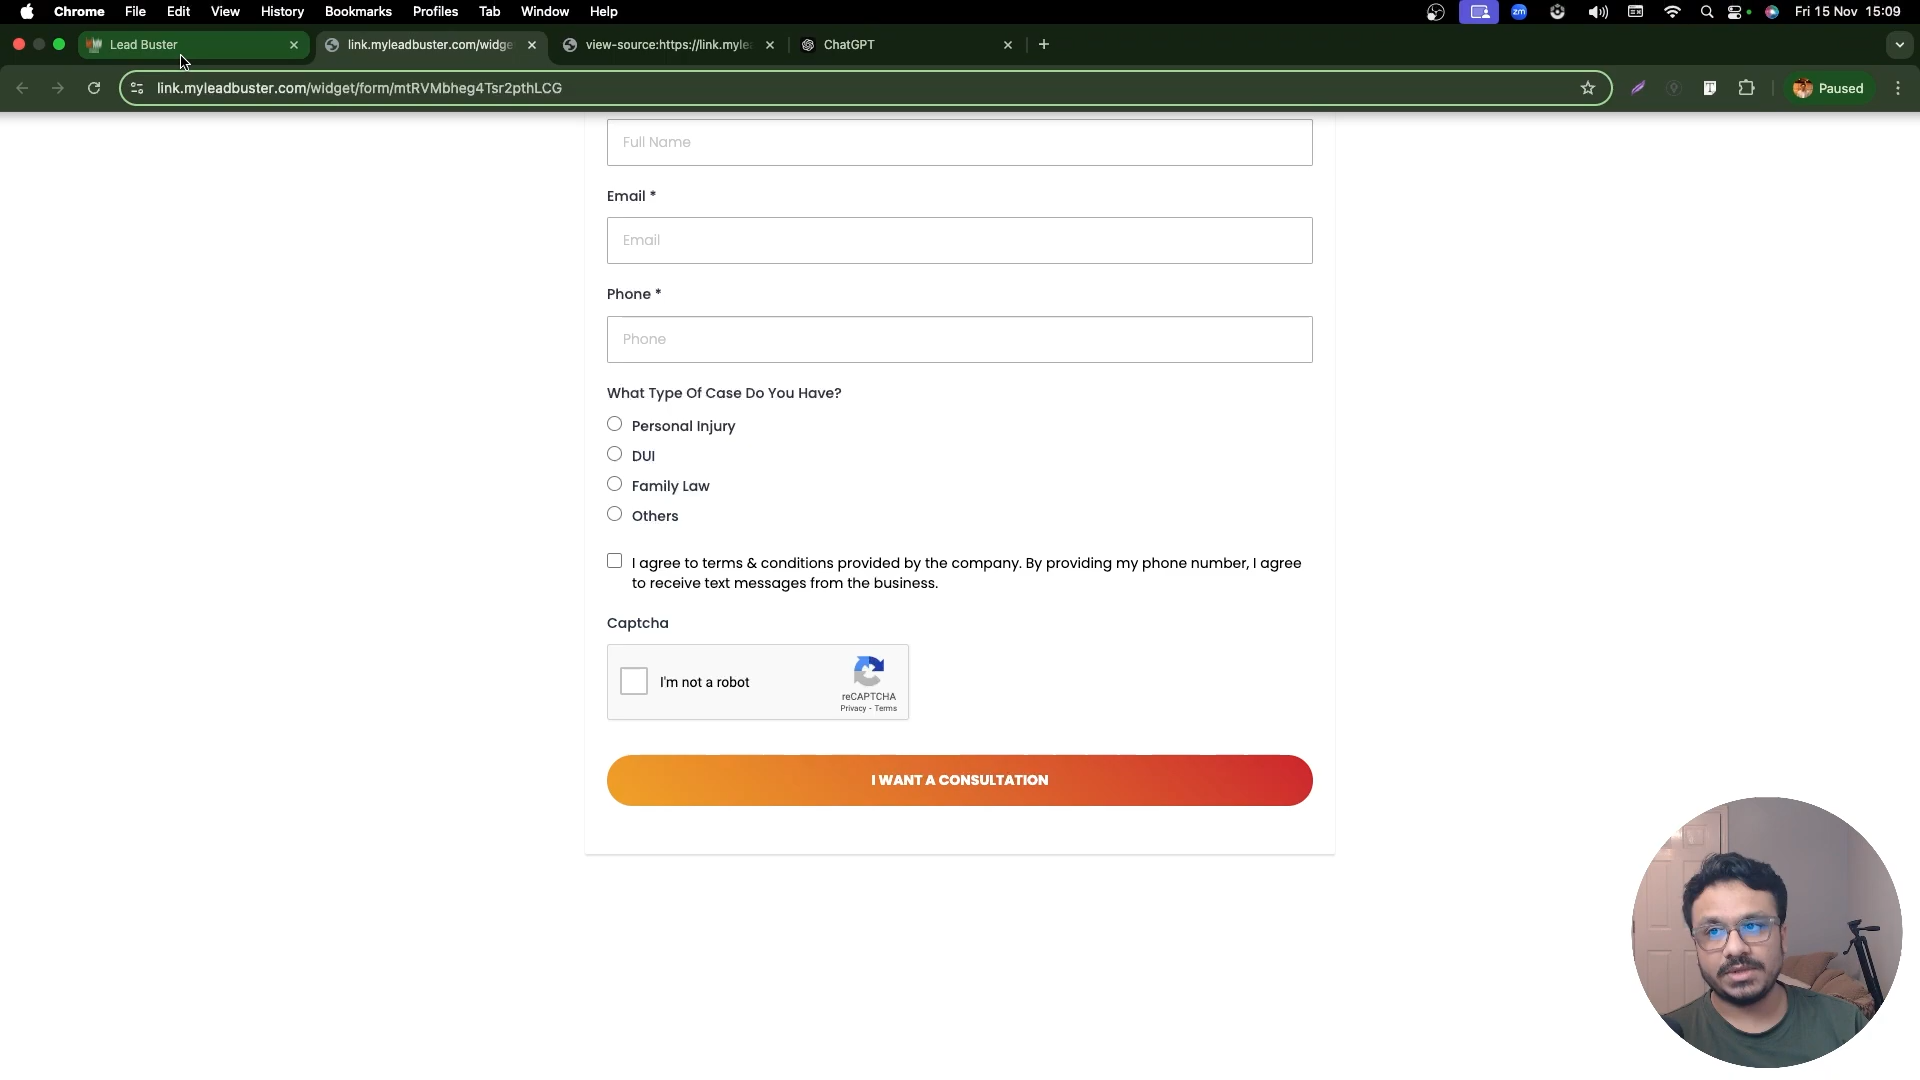 Chrome File Edit View History Bookmarks Profiles Tab Window Help
zm
Fri 15 Nov 15:09
Lead Buster
link.myleadbuster.com/widge
view-source:https://link.myle
ChatGPT
link.myleadbuster.com/widget/form/mtRVMbheg4Tsr2pthLCG
Paused
Full Name
Email *
Email
Phone *
Phone
What Type Of Case Do You Have?
Personal Injury
DUI
Family Law
Others
I agree to terms & conditions provided by the company. By providing my phone number, I agree
to receive text messages from the business.
Captcha
I'm not a robot
reCAPTCHA
Privacy - Terms
I WANT A CONSULTATION